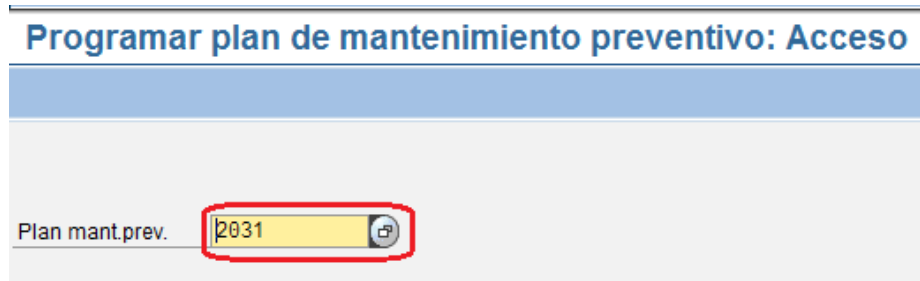 Programar plan de mantenimiento preventivo: Acceso
Plan mant.prev. 2031